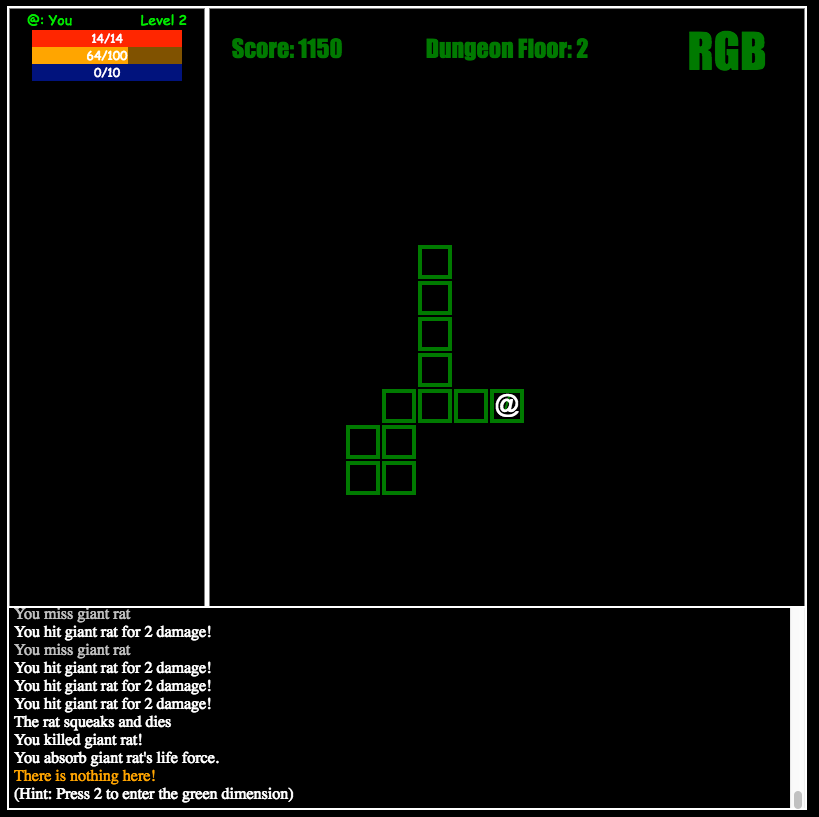 @: You Level 2
14/14
64/100
0/10
Score: 1150 Dungeon Floor: 2 RGB
@
You miss giant rat
You hit giant rat for 2 damage!
You miss giant rat
You hit giant rat for 2 damage!
You hit giant rat for 2 damage!
You hit giant rat for 2 damage!
The rat squeaks and dies
You killed giant rat!
You absorb giant rat's life force.
There is nothing here!
(Hint: Press 2 to enter the green dimension)